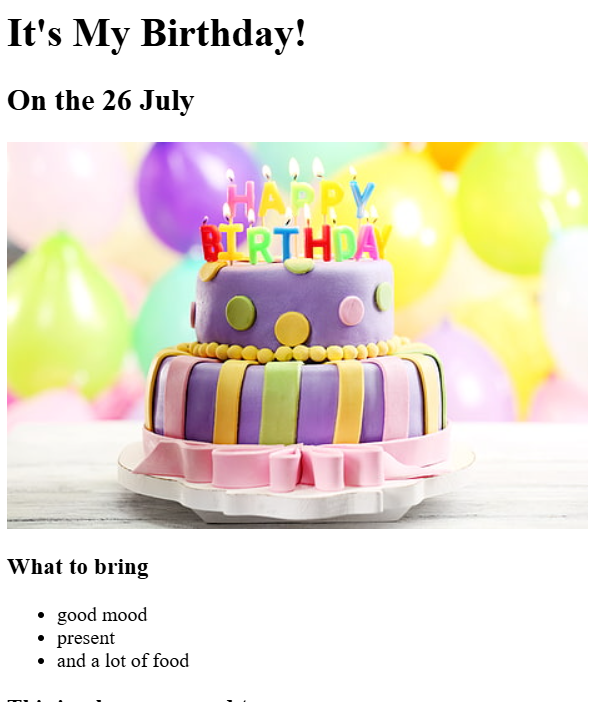 It's My Birthday!
On the 26 July
HAPPY
BIRTHDAY
What to bring
good mood
present
and a lot of food